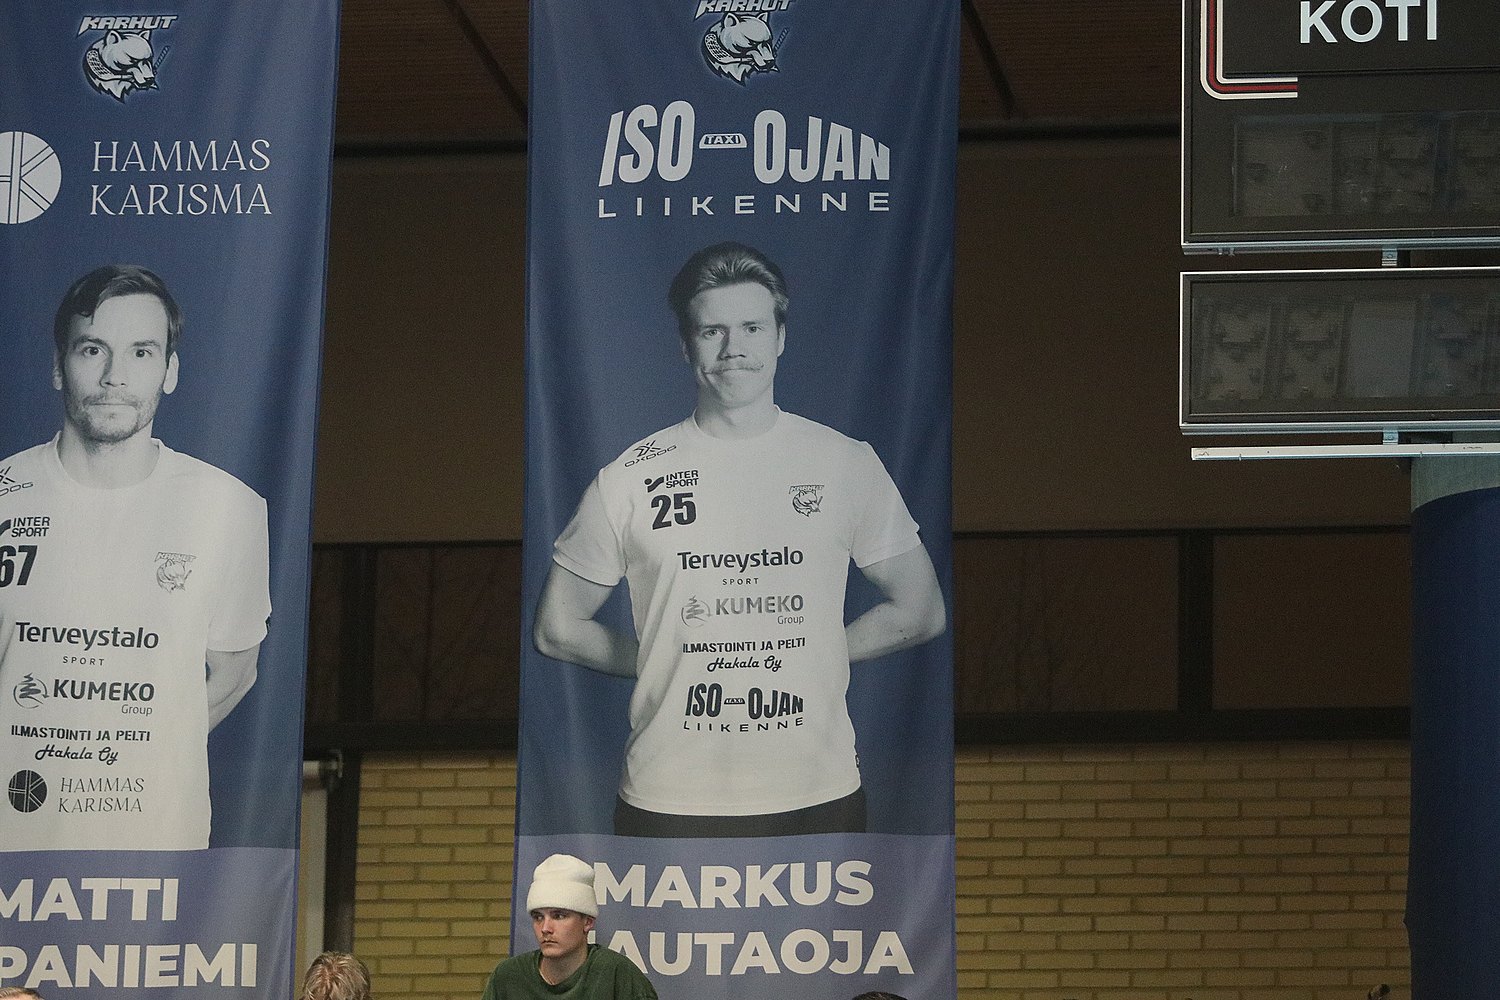 KARHUT
HAMMAS
KARISMA
INTER
SPORT
67
KARHUT
Terveystalo
SPORT
KUMEKO
Group
ILMASTOINTI JA PELTI
Hakala Oy
HAMMAS
KARISMA
MATTI
PANIEMI
KARHUT
ISO TAXI OJAN
LIIKENNE
OXDOG
INTER
SPORT
25
KARHUT
Terveystalo
SPORT
KUMEKO
Group
ILMASTOINTI JA PELTI
Hakala Oy
ISO TAXI OJAN
LIIKENNE
MARKUS
AUTAOJA
KOTI